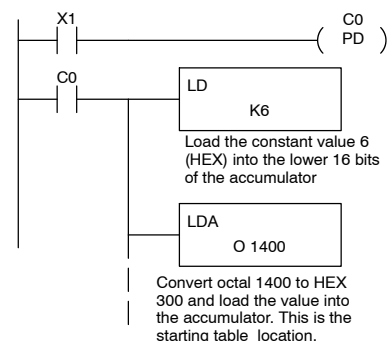 X1
C0
PD
C0
LD
K6
Load the constant value 6
(HEX) into the lower 16 bits
of the accumulator
LDA
O 1400
Convert octal 1400 to HEX
300 and load the value into
the accumulator. This is the
starting table location.